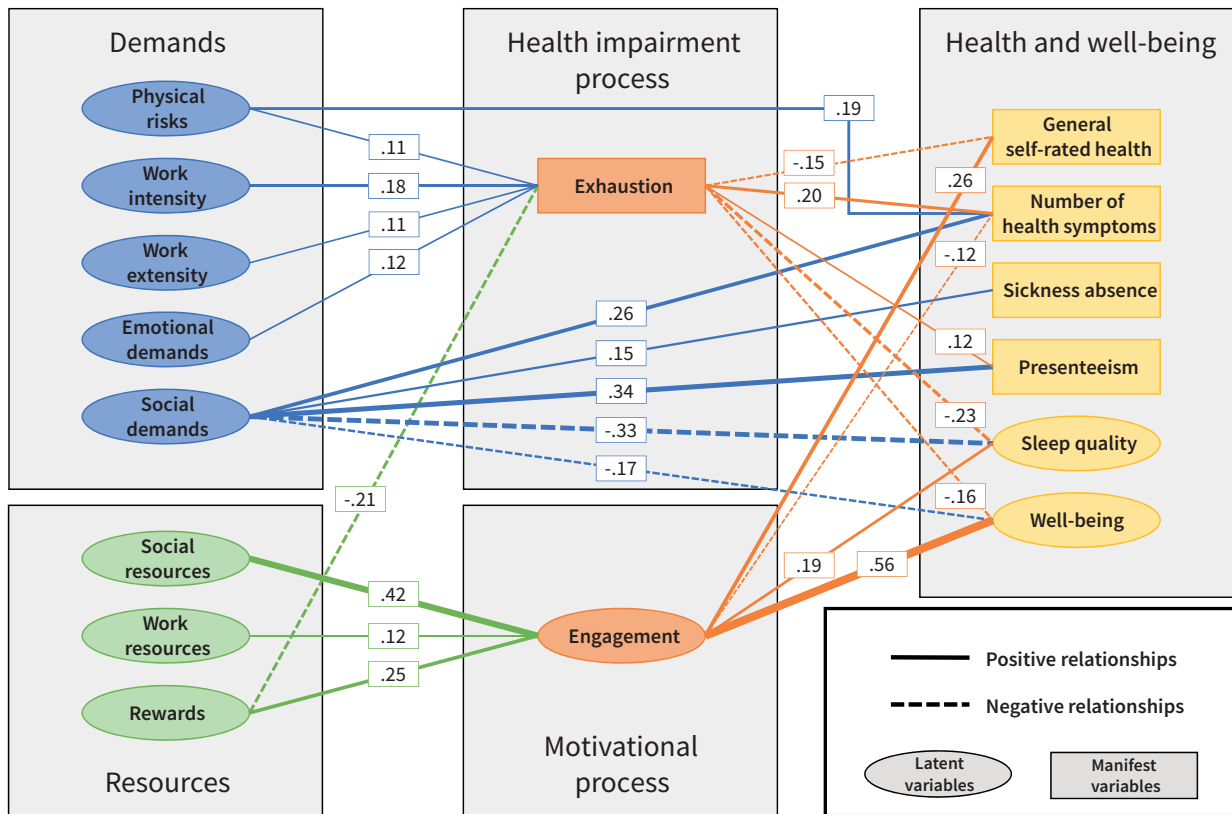 Demands
Physical
risks
Work
intensity
Work
extensity
Emotional
demands
Social
demands
.11
.18
.11
.12
Health impairment
process
Exhaustion
.19
-.15
.20
.26
-.12
.12
-.23
-.16
.26
.15
.34
-.33
-.17
Health and well-being
General
self-rated health
Number of
health symptoms
Sickness absence
Presenteeism
Sleep quality
Well-being
-.21
Social
resources
Work
resources
Rewards
Resources
.42
.12
.25
Engagement
.19
.56
Motivational
process
Positive relationships
Negative relationships
Latent
variables
Manifest
variables